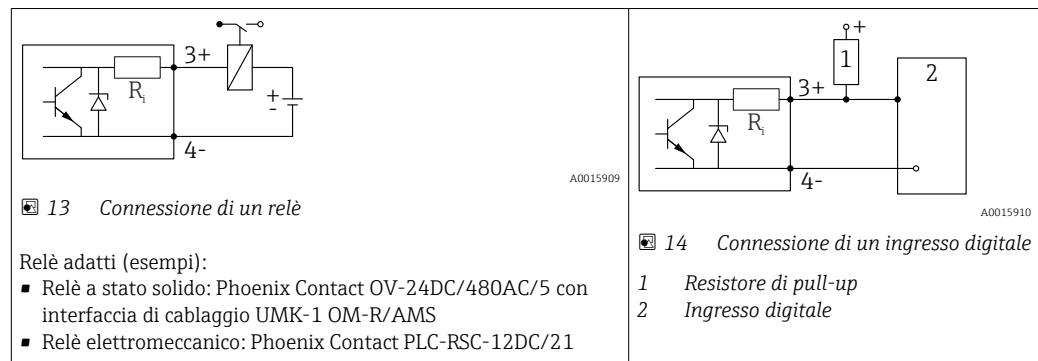 3+
Ri
+
-
4-
A0015909
13 Connessione di un relè
Relè adatti (esempi):
▪ Relè a stato solido: Phoenix Contact OV-24DC/480AC/5 con
interfaccia di cablaggio UMK-1 OM-R/AMS
▪ Relè elettromeccanico: Phoenix Contact PLC-RSC-12DC/21
+
1
2
3+
Ri
4-
A0015910
14 Connessione di un ingresso digitale
1 Resistore di pull-up
2 Ingresso digitale